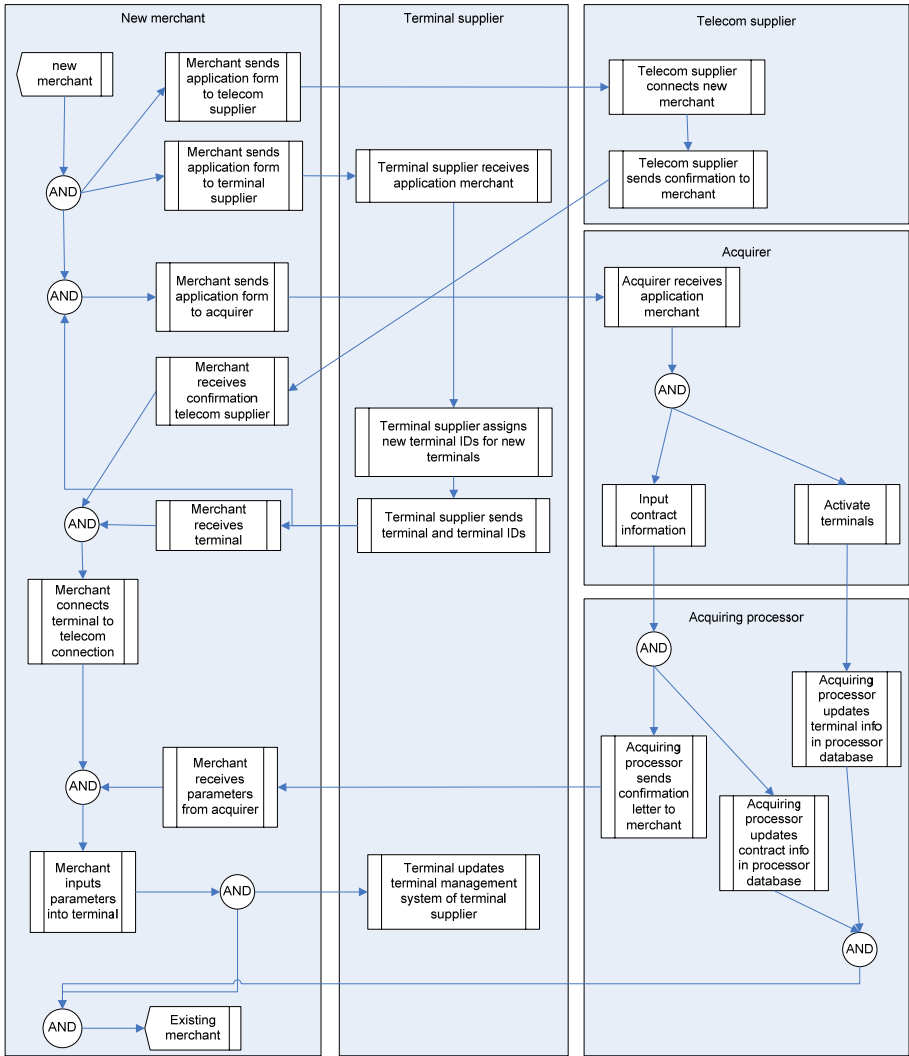 New merchant
Terminal supplier
Telecom supplier
new
merchant
Merchant sends
application form
to telecom
supplier
Telecom supplier
connects new
merchant
AND
Merchant sends
application form
to terminal
supplier
Terminal supplier receives
application merchant
Telecom supplier
sends confirmation to
merchant
Acquirer
AND
Merchant sends
application form
to acquirer
Acquirer receives
application
merchant
Merchant
receives
confirmation
telecom supplier
AND
Terminal supplier assigns
new terminal IDs for new
terminals
AND
Merchant
receives
terminal
Terminal supplier sends
terminal and terminal IDs
Input
contract
information
Activate
terminals
Merchant
connects
terminal to
telecom
connection
Acquiring processor
AND
Acquiring
processor
updates
terminal info
in processor
database
AND
Merchant
receives
parameters
from acquirer
Acquiring
processor
sends
confirmation
letter to
merchant
Acquiring
processor
updates
contract info
in processor
database
Merchant
inputs
parameters
into terminal
AND
Terminal updates
terminal management
system of terminal
supplier
AND
AND
Existing
merchant